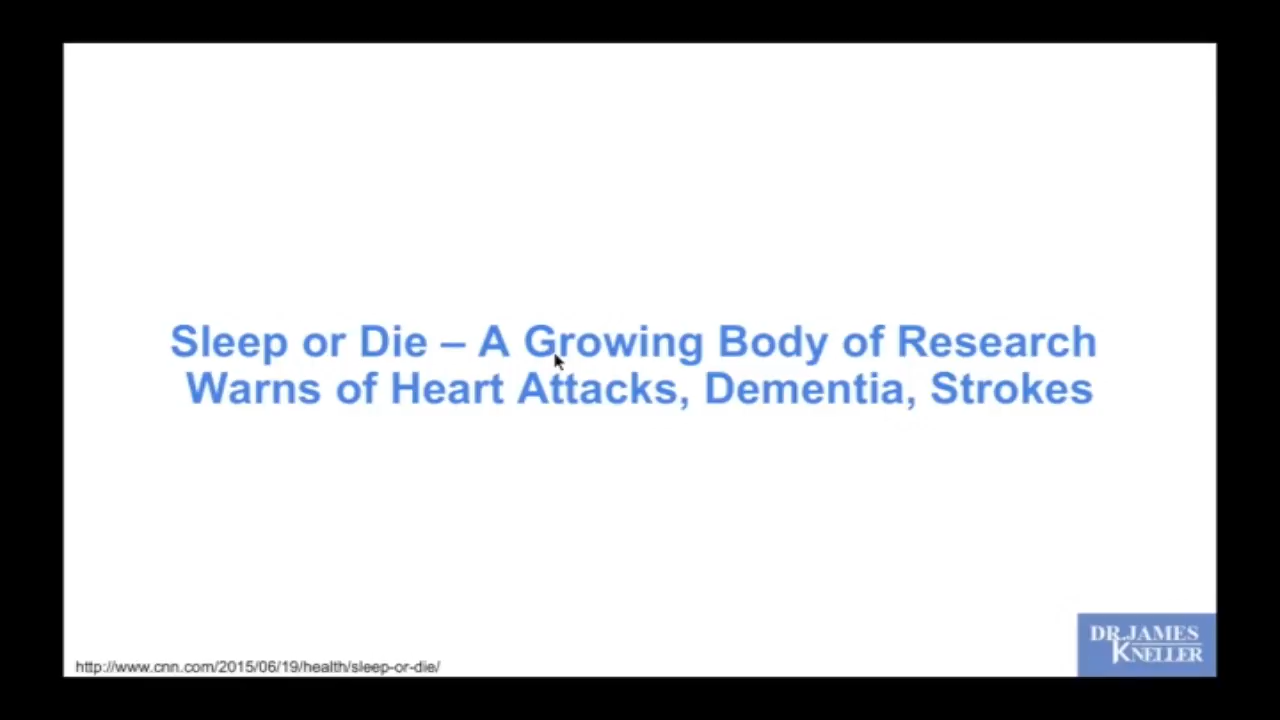 Sleep or Die – A Growing Body of Research
Warns of Heart Attacks, Dementia, Strokes
DR.JAMES
KNELLER
http://www.cnn.com/2015/06/19/health/sleep-or-die/